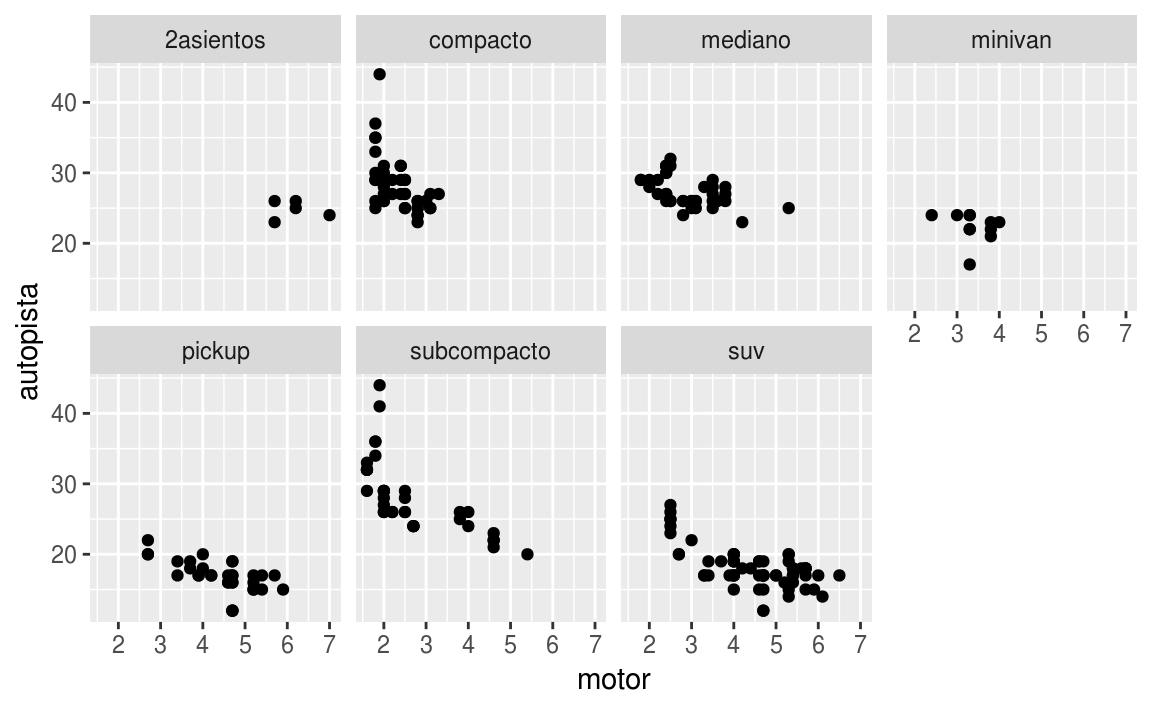 2asientos compacto mediano minivan
40
30
20
2 3 4 5 6 7
pickup subcompacto suv
40
30
20
2 3 4 5 6 7 2 3 4 5 6 7 2 3 4 5 6 7
motor
autopista